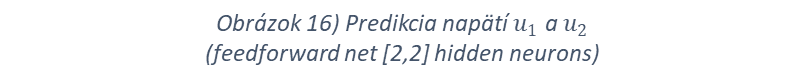 Obrázok 16) Predikcia napätí u₁ a u₂
(feedforward net [2,2] hidden neurons)